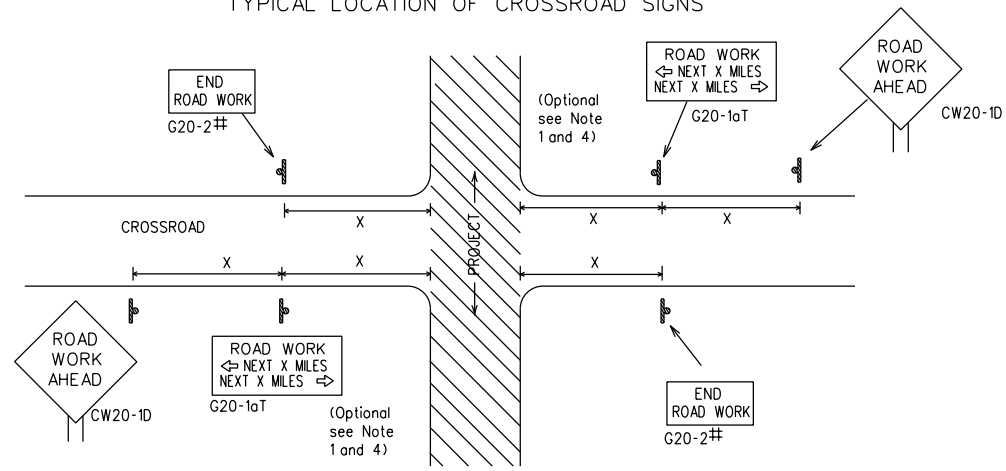 TYPICAL LOCATION OF CROSSROAD SIGNS
END
ROAD WORK
G20-2#
(Optional
see Note
1 and 4)
ROAD WORK
⇦ NEXT X MILES
NEXT X MILES ⇨
G20-1aT
ROAD
WORK
AHEAD
CW20-1D
X
X
X
CROSSROAD
PROJECT
X
X
X
ROAD
WORK
AHEAD
CW20-1D
ROAD WORK
⇦ NEXT X MILES
NEXT X MILES ⇨
G20-1aT
(Optional
see Note
1 and 4)
END
ROAD WORK
G20-2#